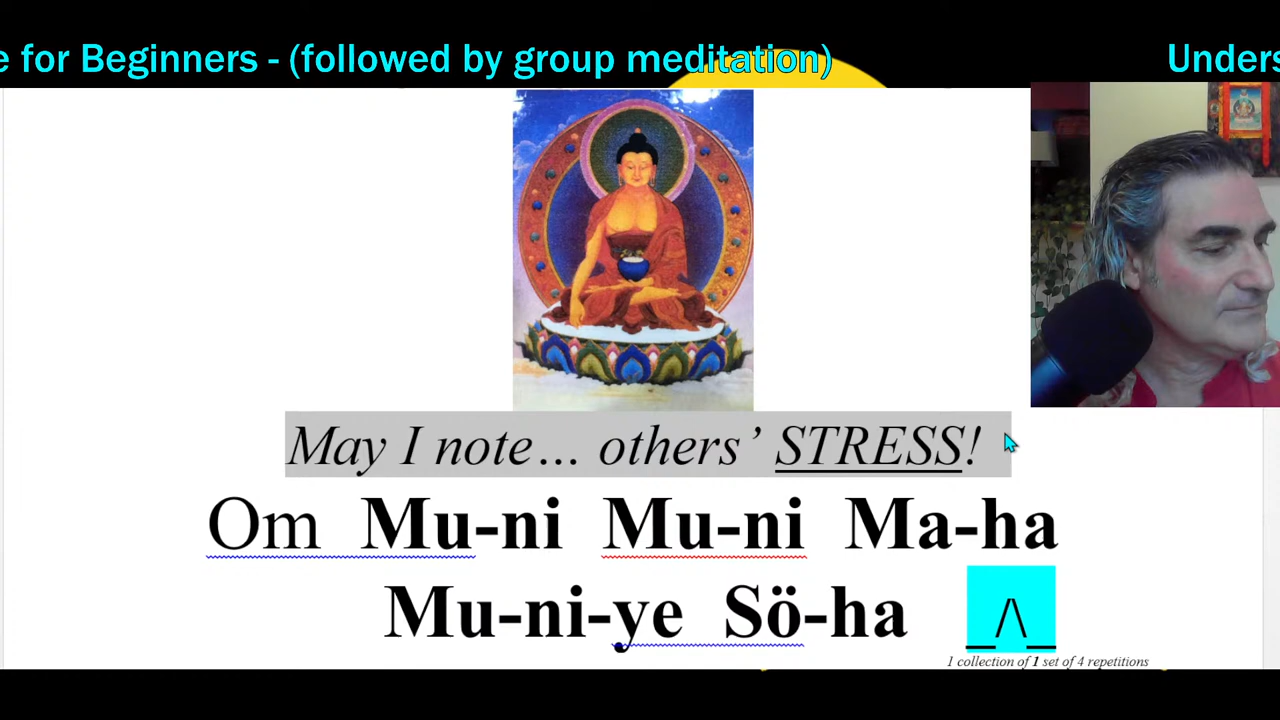 e for Beginners - (followed by group meditation) Unders
May I note… others’ STRESS!
Om Mu-ni Mu-ni Ma-ha
Mu-ni-ye Sö-ha _/\_
1 collection of 1 set of 4 repetitions